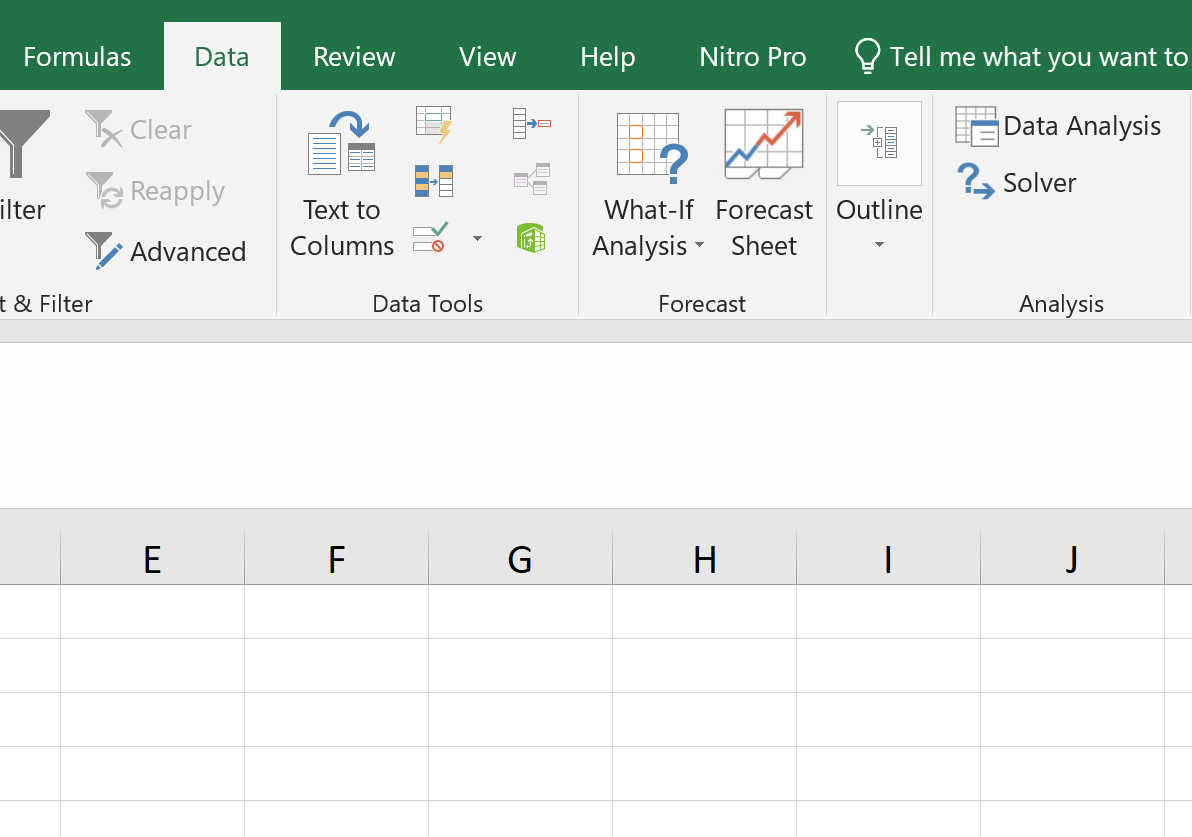 Formulas Data Review View Help Nitro Pro Tell me what you want to
Clear
Reapply
ilter
Advanced
t & Filter
Text to
Columns
Data Tools
What-If
Analysis
Forecast
Sheet
Forecast
Outline
Data Analysis
Solver
Analysis
E F G H I J